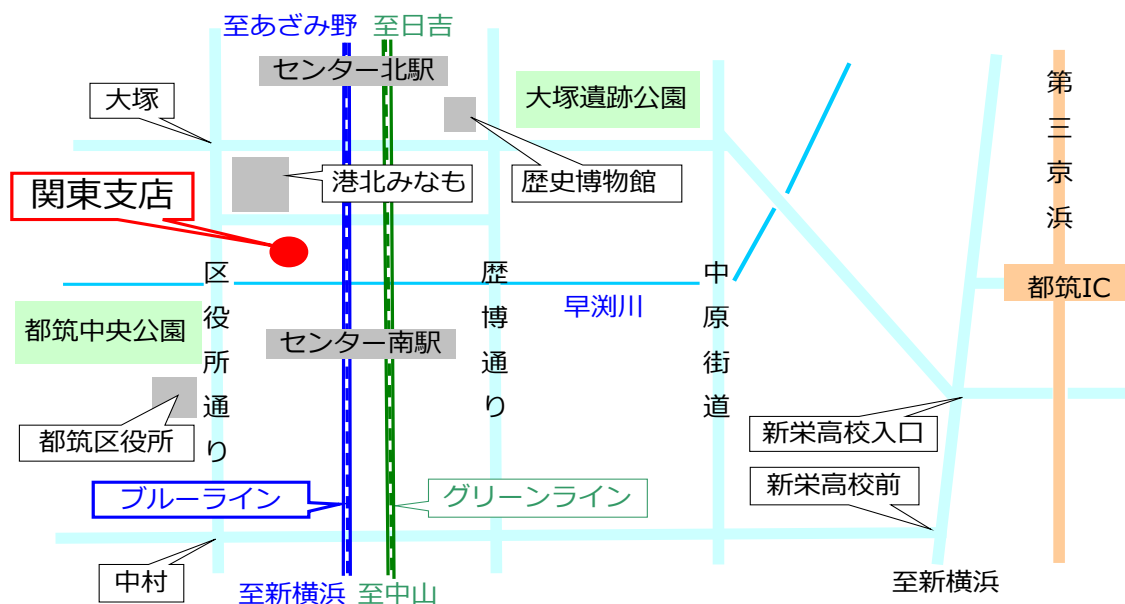 至あざみ野
至日吉
センター北駅
大塚
大塚遺跡公園
第三京浜
関東支店
港北みなも
歴史博物館
区役所通り
歴博通り
中原街道
早渕川
都筑IC
都筑中央公園
センター南駅
都筑区役所
新栄高校入口
新栄高校前
ブルーライン
グリーンライン
中村
至新横浜
至中山
至新横浜